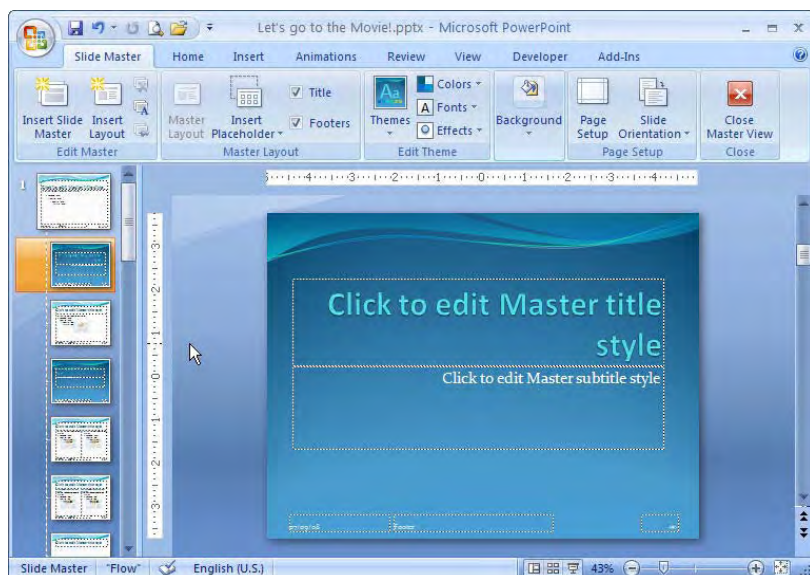 Let's go to the Movie!.pptx - Microsoft PowerPoint
Slide Master Home Insert Animations Review View Developer Add-Ins
Insert Slide Master
Insert Layout
Edit Master
Master Layout
Insert Placeholder
Title
Footers
Master Layout
Themes
Colors
Fonts
Effects
Edit Theme
Background
Page Setup
Slide Orientation
Page Setup
Close Master View
Close
1
Click to edit Master title
style
Click to edit Master subtitle style
Footer
Slide Master "Flow" English (U.S.) 43%